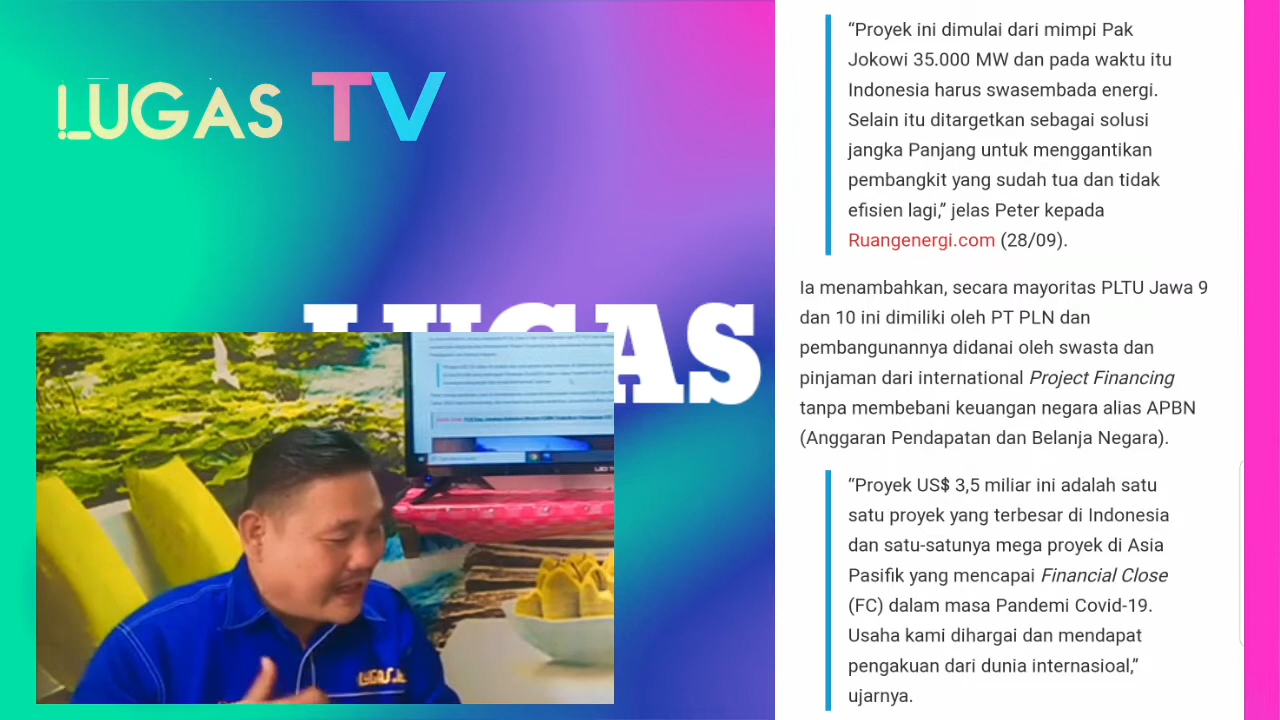 LUGAS TV
LUGAS
LUGAS
“Proyek ini dimulai dari mimpi Pak
Jokowi 35.000 MW dan pada waktu itu
Indonesia harus swasembada energi.
Selain itu ditargetkan sebagai solusi
jangka Panjang untuk menggantikan
pembangkit yang sudah tua dan tidak
efisien lagi,” jelas Peter kepada
Ruangenergi.com (28/09).
Ia menambahkan, secara mayoritas PLTU Jawa 9
dan 10 ini dimiliki oleh PT PLN dan
pembangunannya didanai oleh swasta dan
pinjaman dari international Project Financing
tanpa membebani keuangan negara alias APBN
(Anggaran Pendapatan dan Belanja Negara).
“Proyek US$ 3,5 miliar ini adalah satu
satu proyek yang terbesar di Indonesia
dan satu-satunya mega proyek di Asia
Pasifik yang mencapai Financial Close
(FC) dalam masa Pandemi Covid-19.
Usaha kami dihargai dan mendapat
pengakuan dari dunia internasioal,”
ujarnya.